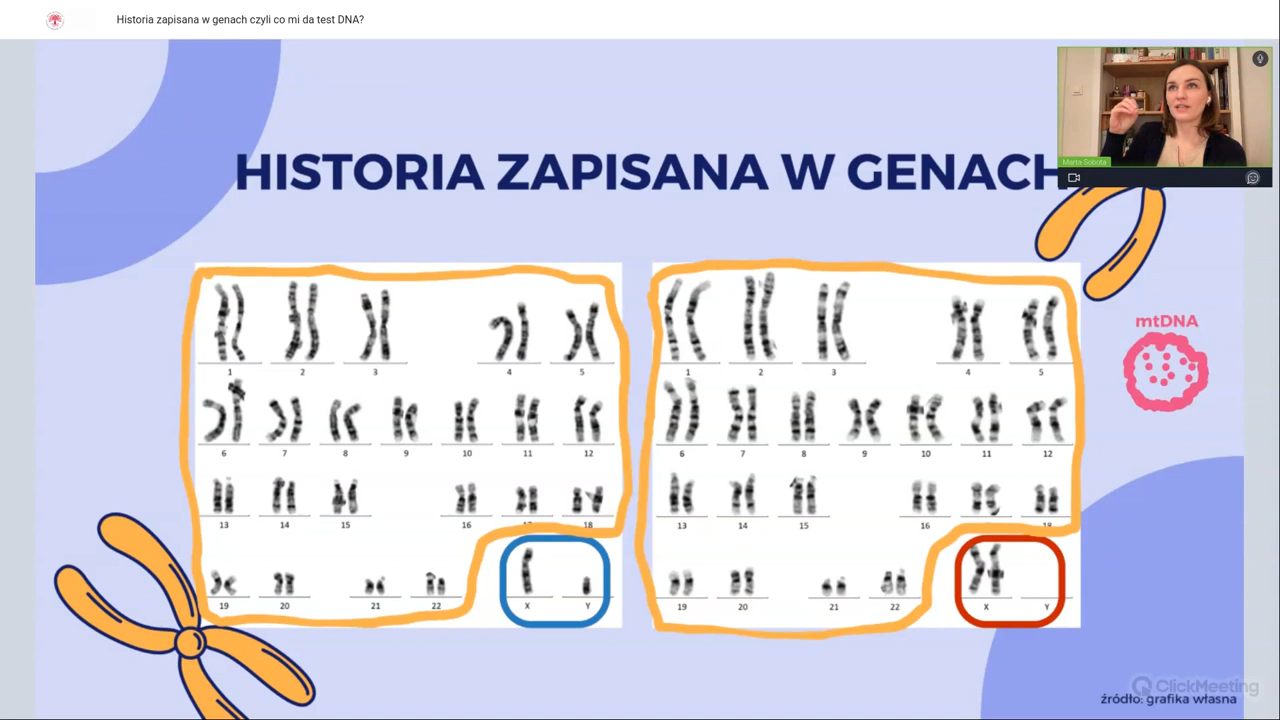 Historia zapisana w genach czyli co mi da test DNA?
HISTORIA ZAPISANA W GENACH
Marta Sobota
1 2 3 4 5
6 7 8 9 10 11 12
13 14 15 16 17 18
19 20 21 22 X Y
1 2 3 4 5
6 7 8 9 10 11 12
13 14 15 16 18
19 20 21 22 X Y
mtDNA
ClickMeeting
źródło: grafika własna